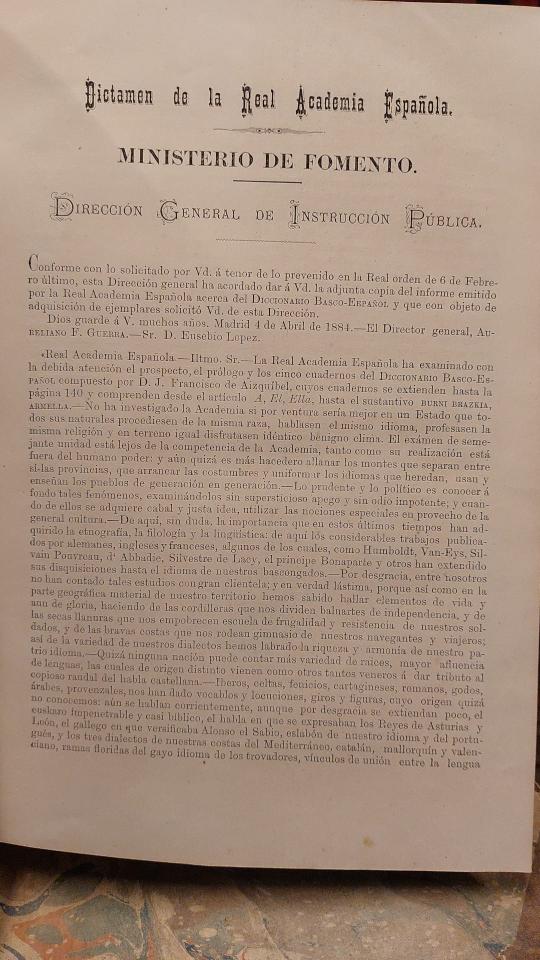 Dictamen de la Real Academia Española.
MINISTERIO DE FOMENTO.
DIRECCIÓN GENERAL DE INSTRUCCIÓN PÚBLICA.
Conforme con lo solicitado por Vd. á tenor de lo prevenido en la Real orden de 6 de Febre-
ro último, esta Dirección general ha acordado dar á Vd. la adjunta copia del informe emitido
por la Real Academia Española acerca del DICCIONARIO BASCO-ESPAÑOL y que con objeto de
adquisición de ejemplares solicitó Vd. de esta Dirección.
Dios guarde á V. muchos años. Madrid 4 de Abril de 1884.—El Director general, AU-
RELIANO F. GUERRA.—Sr. D. Eusebio Lopez.
«Real Academia Española.—Iltmo. Sr.—La Real Academia Española ha examinado con
la debida atención el prospecto, el prólogo y los cinco cuadernos del DICCIONARIO BASCO-ES-
PAÑOL compuesto por D. J. Francisco de Aizquíbel, cuyos cuadernos se extienden hasta la
página 140 y comprenden desde el artículo A, El, Ella, hasta el sustantivo BURNI BRAZKIA,
ARMELLA.—No ha investigado la Academia si por ventura sería mejor en un Estado que to-
dos sus naturales procediesen de la misma raza, hablasen el mismo idioma, profesasen la
misma religión y en terreno igual disfrutasen idéntico benigno clima. El exámen de seme-
jante unidad está lejos de la competencia de la Academia, tanto como su realización está
fuera del humano poder: y aún quizá es más hacedero allanar los montes que separan entre
sí las provincias, que arrancar las costumbres y uniformar los idiomas que heredan, usan y
enseñan los pueblos de generación en generación.—Lo prudente y lo político es conocer á
fondo tales fenómenos, examinándolos sin supersticioso apego y sin odio impotente; y cuan-
do de ellos se adquiere cabal y justa idea, utilizar las nociones especiales en provecho de la
general cultura.—De aquí, sin duda, la importancia que en estos últimos tiempos han ad-
quirido la etnografía, la filología y la lingüística: de aquí los considerables trabajos publica-
dos por alemanes, ingleses y franceses, algunos de los cuales, como Humboldt, Van-Eys, Sil-
vain Pouvreau, d' Abbadie, Silvestre de Lacy, el príncipe Bonaparte y otros han extendido
sus disquisiciones hasta el idioma de nuestros bascongados.—Por desgracia, entre nosotros
no han contado tales estudios con gran clientela; y en verdad lástima, porque así como en la
parte geográfica material de nuestro territorio hemos sabido hallar elementos de vida y
aun de gloria, haciendo de las cordilleras que nos dividen baluartes de independencia, y de
las secas llanuras que nos empobrecen escuela de frugalidad y resistencia de nuestros sol-
dados, y de las bravas costas que nos rodean gimnasio de nuestros navegantes y viajeros;
así de la variedad de nuestros dialectos hemos labrado la riqueza y armonía de nuestro pa-
trio idioma.—Quizá ninguna nación puede contar más variedad de raices, mayor afluencia
de lenguas, las cuales de origen distinto vienen como otros tantos veneros á dar tributo al
copioso raudal del habla castellana.—Iberos, celtas, fenicios, cartagineses, romanos, godos,
árabes, provenzales, nos han dado vocablos y locuciones, giros y figuras, cuyo origen quizá
no conocemos: aún se hablan corrientemente, aunque por desgracia se extiendan poco, el
euskaro impenetrable y casi bíblico, el habla en que se expresaban los Reyes de Asturias y
León, el gallego en que versificaba Alonso el Sabio, eslabón de nuestro idioma y del portu-
gués, y los tres dialectos de nuestras costas del Mediterráneo, catalán, mallorquín y valen-
ciano, ramas floridas del gayo idioma de los trovadores, vínculos de unión entre la lengua